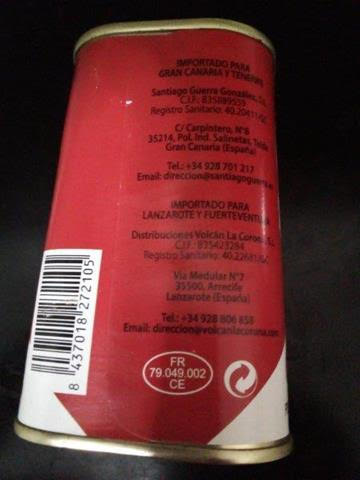 IMPORTADO PARA
GRAN CANARIA Y TENERIFE
Santiago Guerra González, S.L.
C.I.F.: B35889559
Registro Sanitario: 40.20411/GC
C/ Carpintero, Nº8
35214, Pol. Ind. Salinetas, Telde
Gran Canaria (España)
Tel.: +34 928 701 217
Email: direccion@santiagoguerra
IMPORTADO PARA
LANZAROTE Y FUERTEVENTURA
Distribuciones Volcán La Corona, S.L.
C.I.F.: B35423284
Registro Sanitario: 40.22681/GC
Vía Medular Nº7
35500, Arrecife
Lanzarote (España)
Tel.: +34 928 806 858
Email: direccion@volcanlacorona.com
FR
79.049.002
CE
8 437018 272105